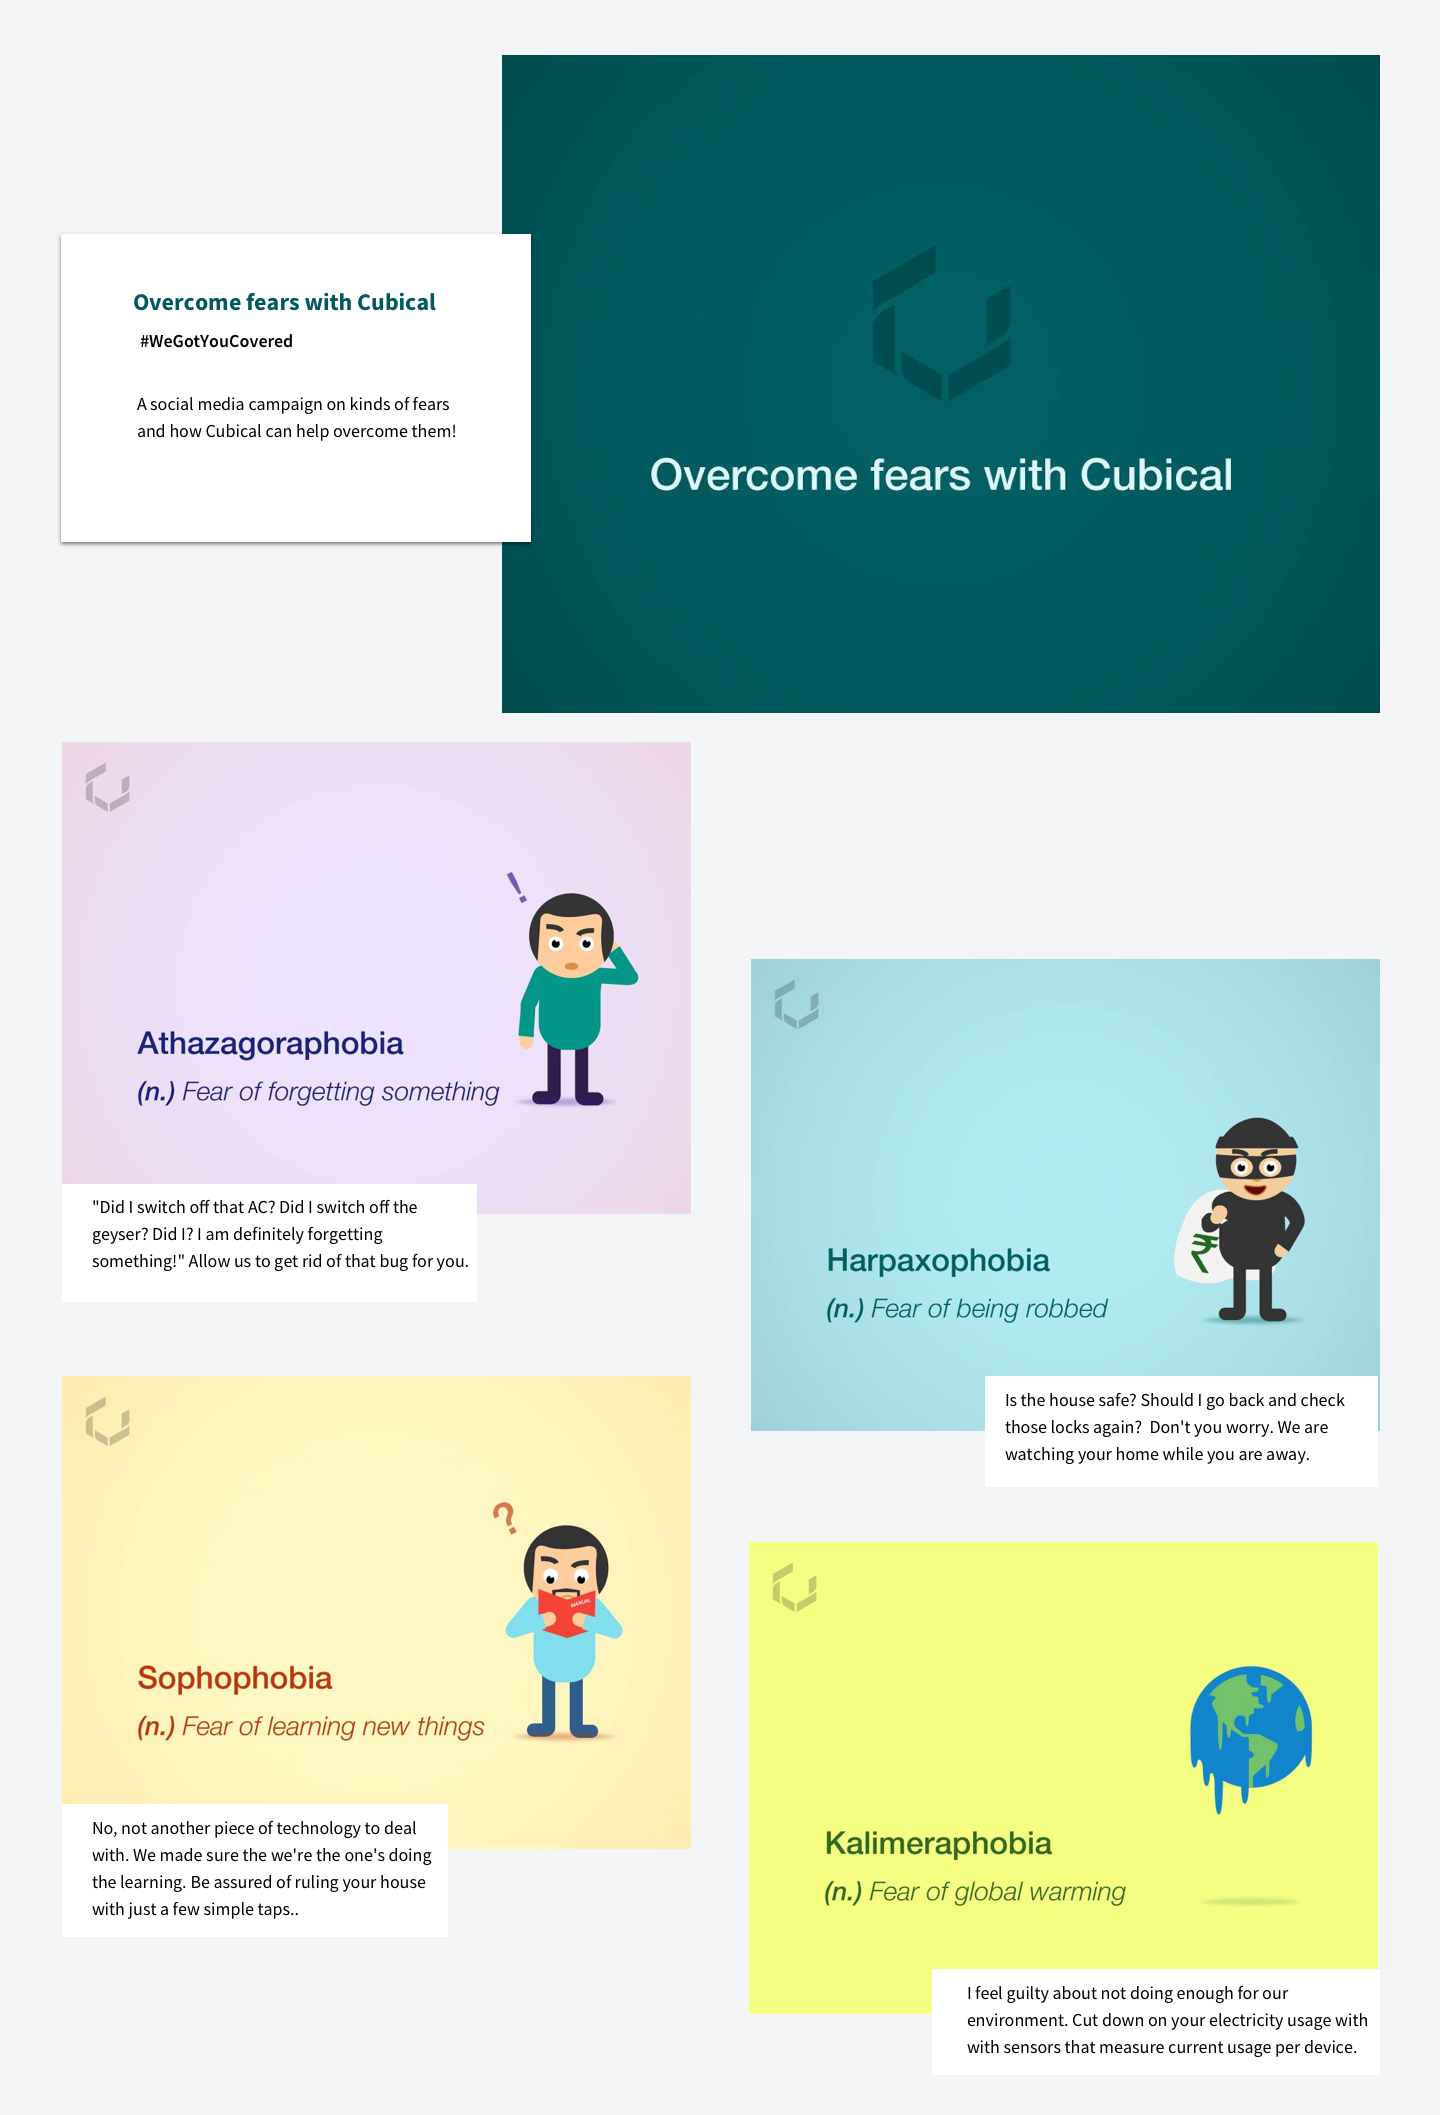 Overcome fears with Cubical
#WeGotYouCovered
A social media campaign on kinds of fears
and how Cubical can help overcome them!
Overcome fears with Cubical
Athazagoraphobia
(n.) Fear of forgetting something
"Did I switch off that AC? Did I switch off the
geyser? Did I? I am definitely forgetting
something!" Allow us to get rid of that bug for you.
₹
Harpaxophobia
(n.) Fear of being robbed
Is the house safe? Should I go back and check
those locks again?  Don't you worry. We are
watching your home while you are away.
MANUAL
Sophophobia
(n.) Fear of learning new things
No, not another piece of technology to deal
with. We made sure the we're the one's doing
the learning. Be assured of ruling your house
with just a few simple taps..
Kalimeraphobia
(n.) Fear of global warming
I feel guilty about not doing enough for our
environment. Cut down on your electricity usage with
with sensors that measure current usage per device.